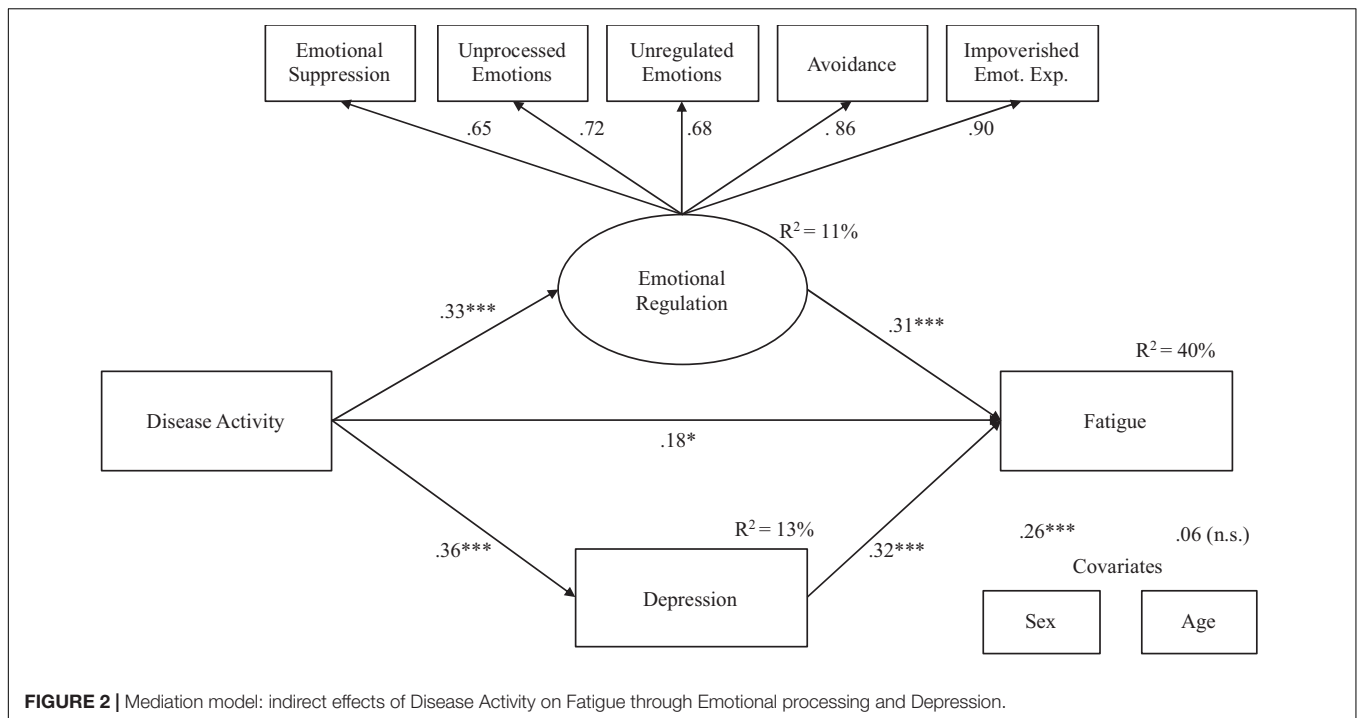 Emotional
Suppression
Unprocessed
Emotions
Unregulated
Emotions
Avoidance
Impoverished
Emot. Exp.
.65
.72
.68
. 86
.90
R² = 11%
Emotional
Regulation
.33***
.31***
R² = 40%
Disease Activity
Fatigue
.18*
R² = 13%
.36***
.32***
.26***
.06 (n.s.)
Covariates
Depression
Sex
Age
FIGURE 2 | Mediation model: indirect effects of Disease Activity on Fatigue through Emotional processing and Depression.